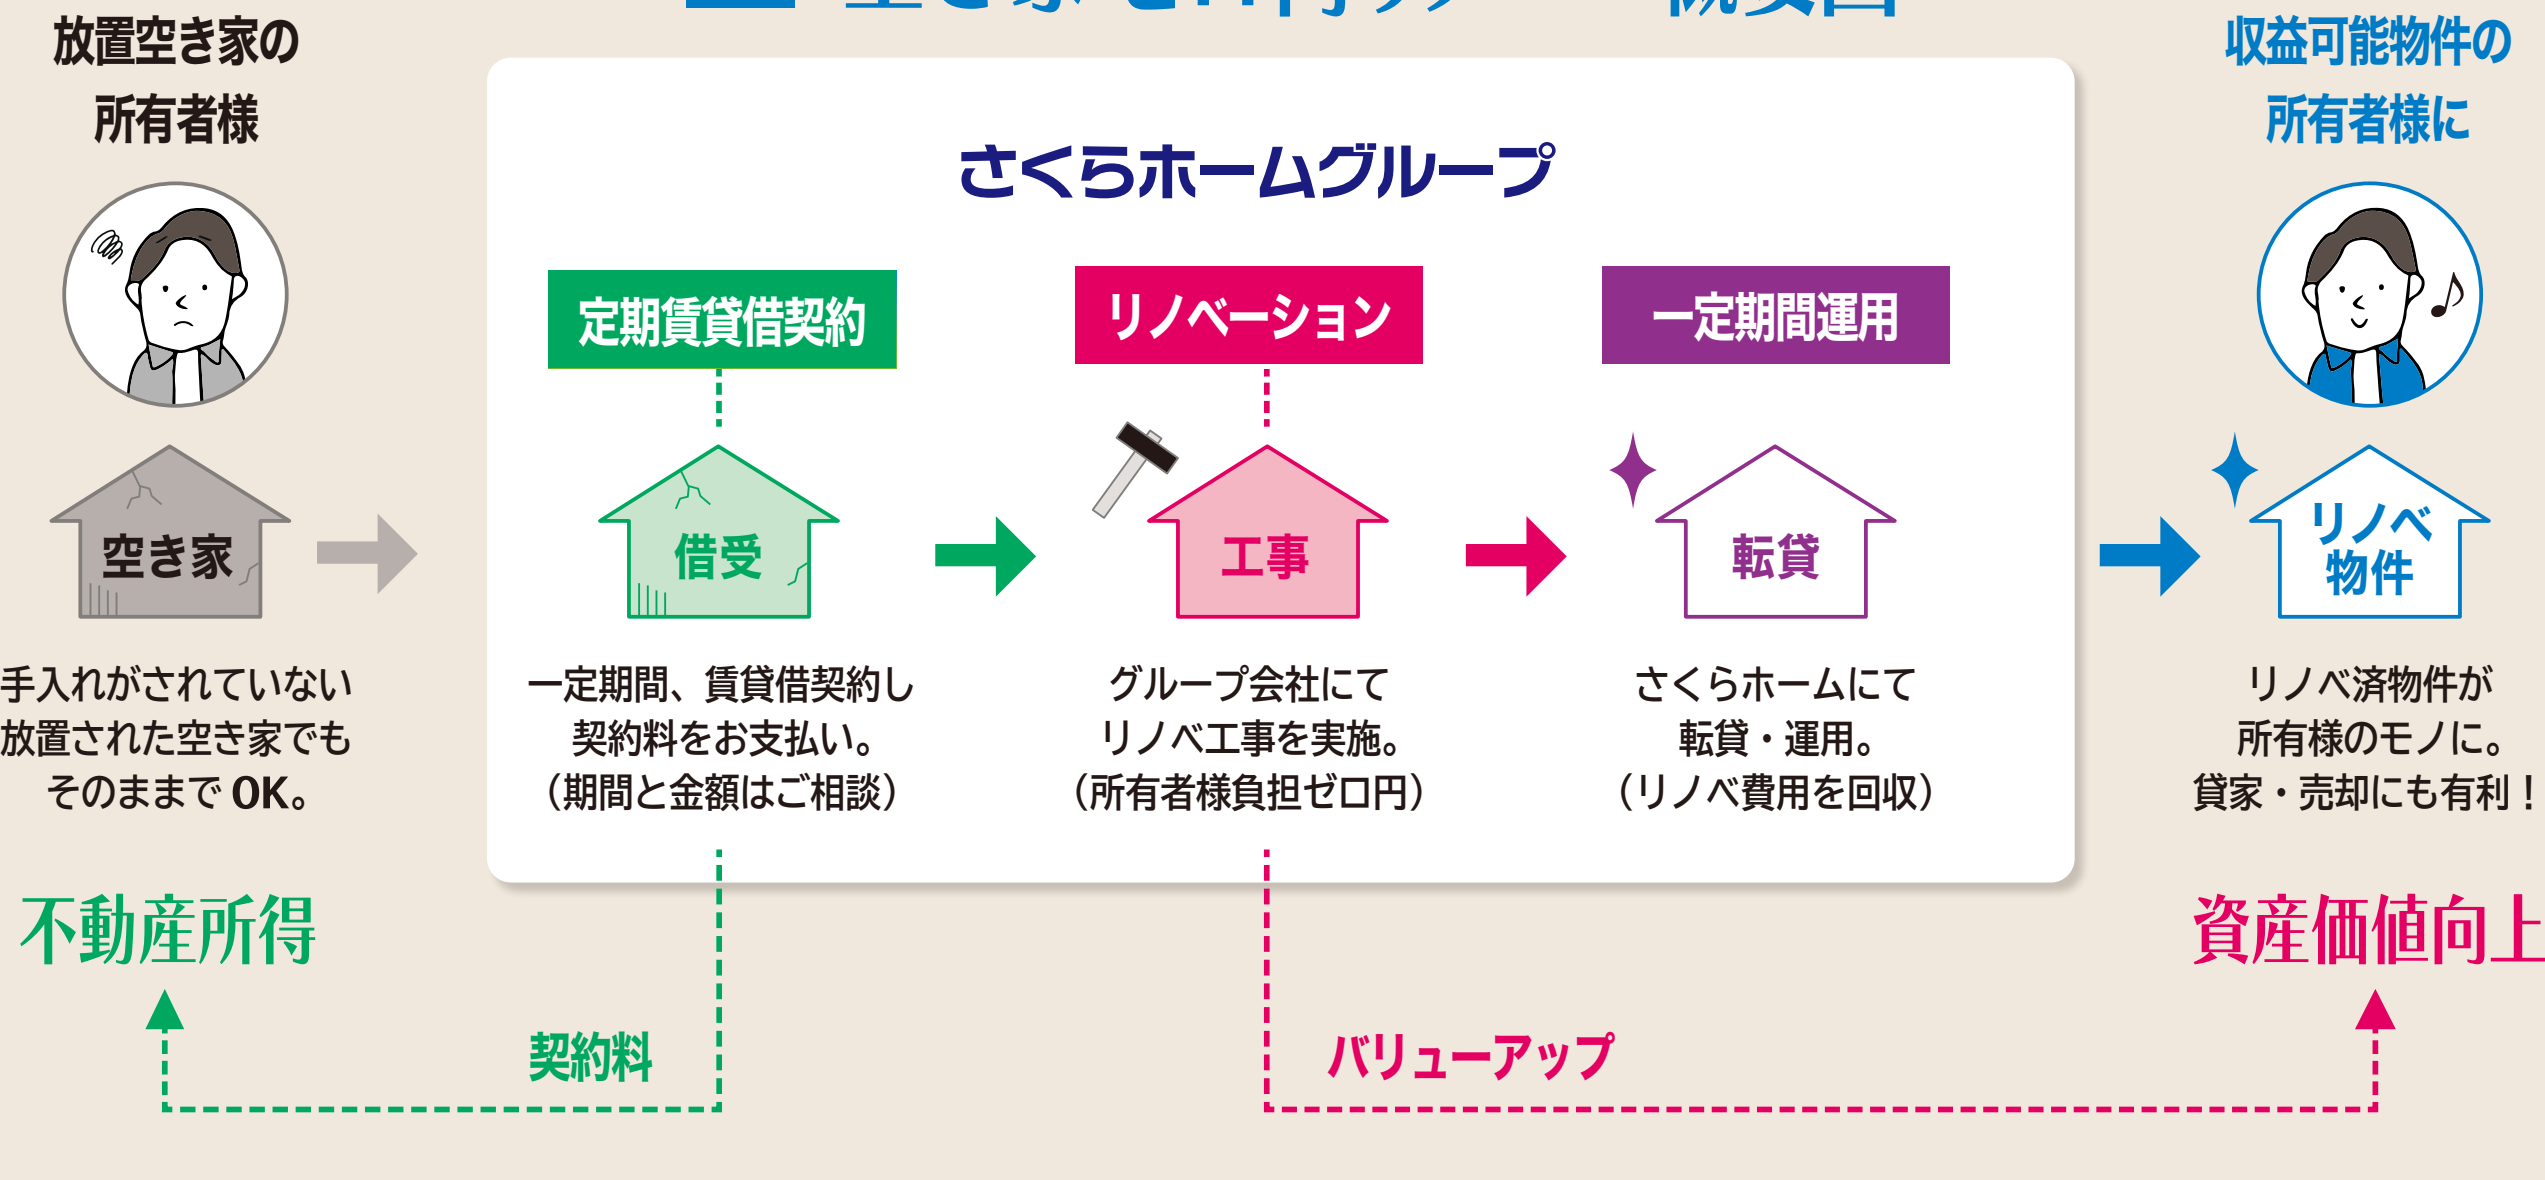 放置空き家の
所有者様
空き家
手入れがされていない
放置された空き家でも
そのままで OK。
不動産所得
さくらホームグループ
定期賃貸借契約
借受
一定期間、賃貸借契約し
契約料をお支払い。
（期間と金額はご相談）
リノベーション
工事
グループ会社にて
リノベ工事を実施。
（所有者様負担ゼロ円）
一定期間運用
転貸
さくらホームにて
転貸・運用。
（リノベ費用を回収）
収益可能物件の
所有者様に
リノベ
物件
リノベ済物件が
所有様のモノに。
貸家・売却にも有利！
資産価値向上
契約料
バリューアップ